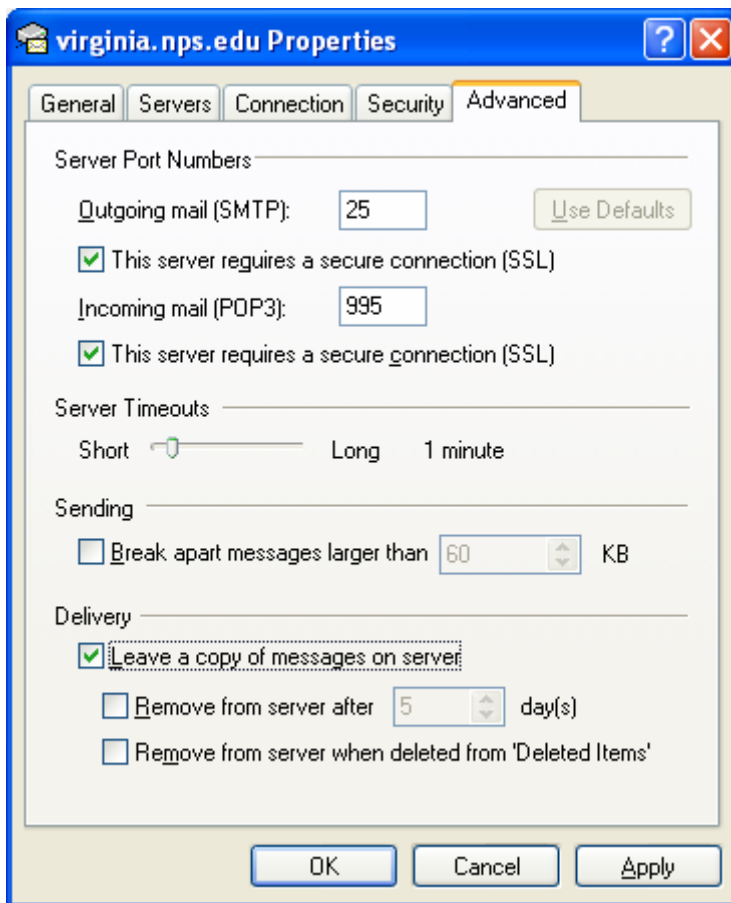 virginia.nps.edu Properties
General Servers Connection Security Advanced
Server Port Numbers
Outgoing mail (SMTP): 25 Use Defaults
This server requires a secure connection (SSL)
Incoming mail (POP3): 995
This server requires a secure connection (SSL)
Server Timeouts
Short Long 1 minute
Sending
Break apart messages larger than 60 KB
Delivery
Leave a copy of messages on server
Remove from server after 5 day(s)
Remove from server when deleted from 'Deleted Items'
OK Cancel Apply